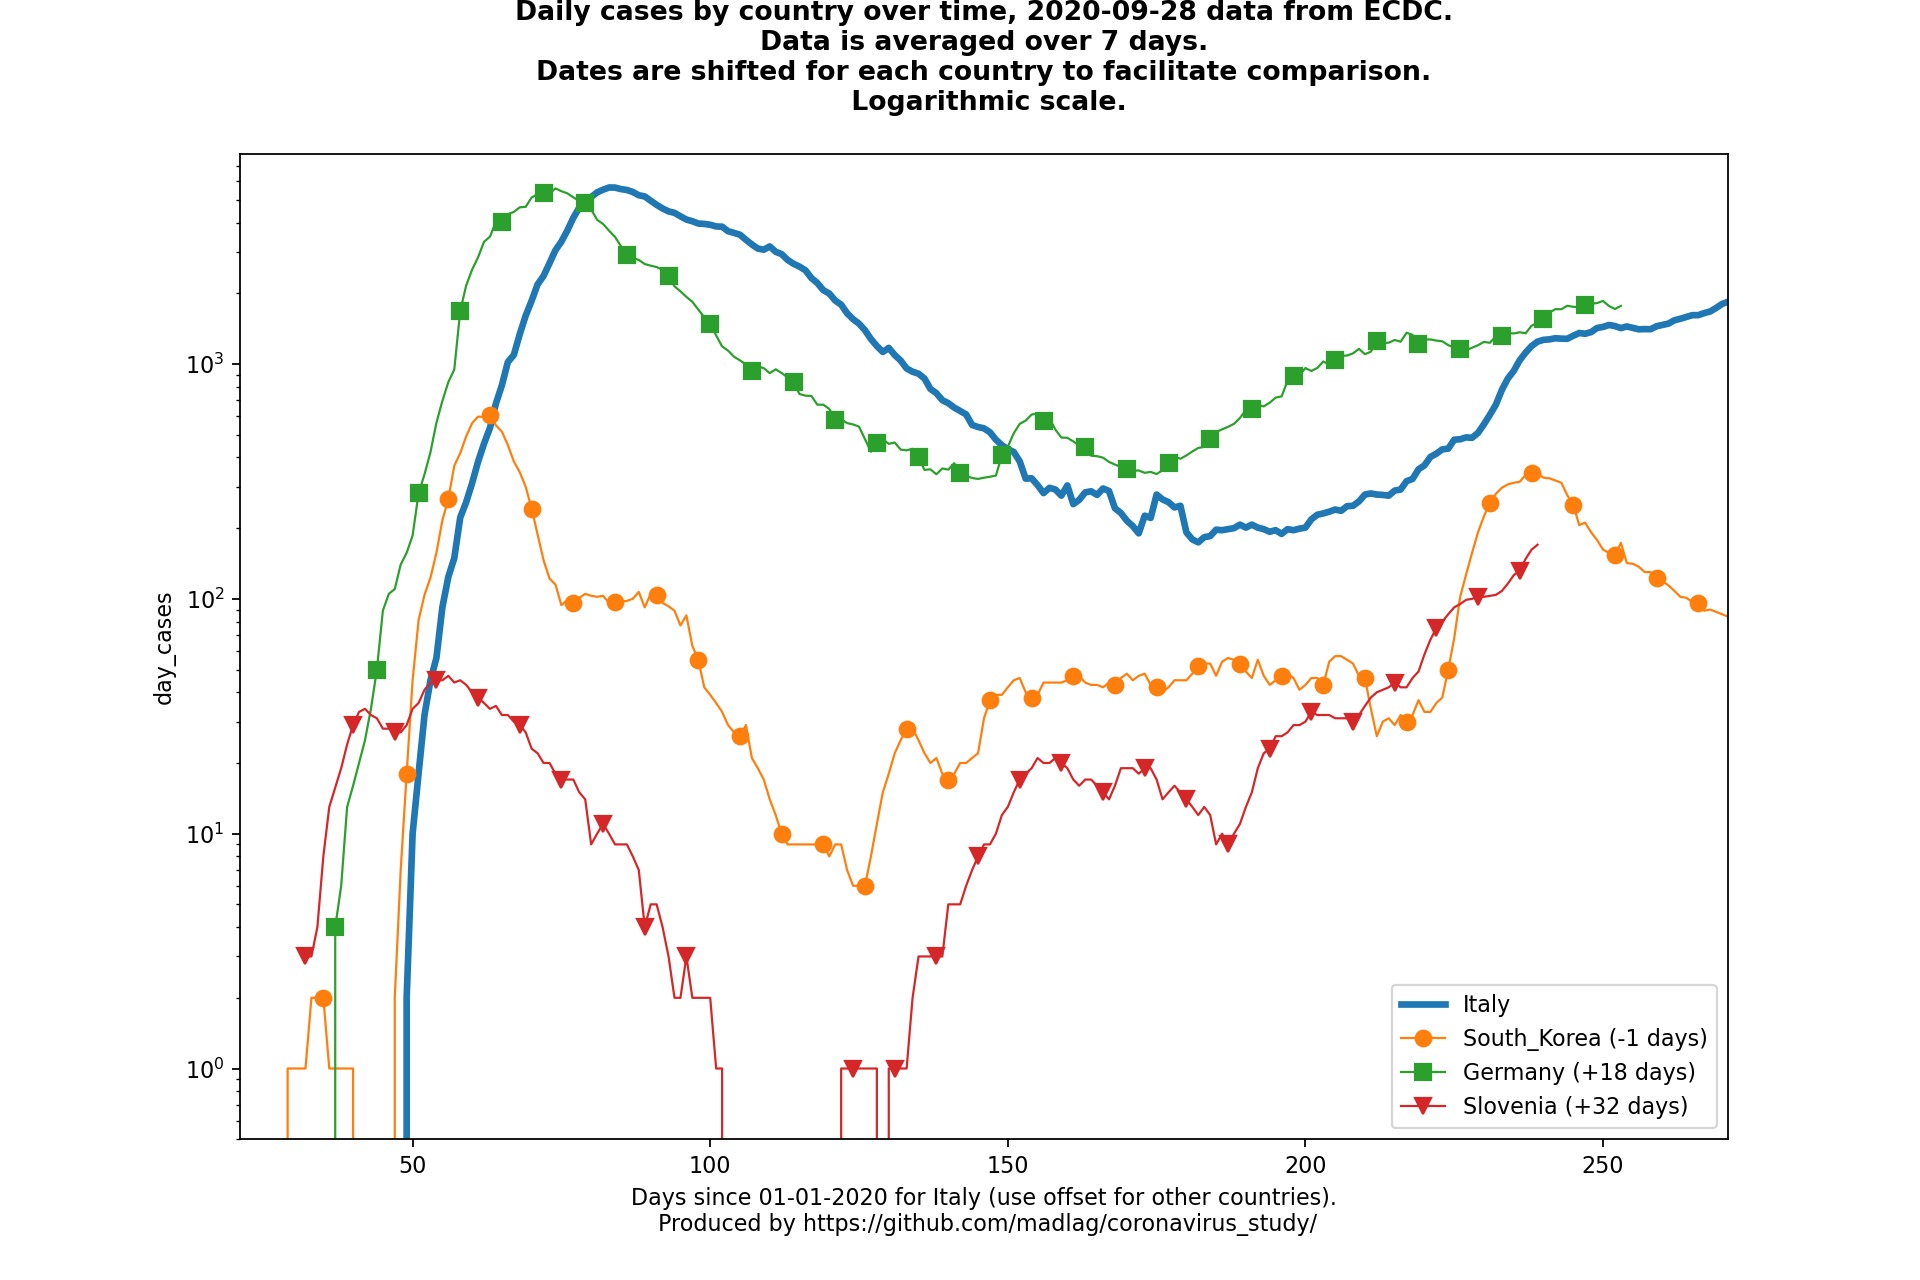 Daily cases by country over time, 2020-09-28 data from ECDC.
Data is averaged over 7 days.
Dates are shifted for each country to facilitate comparison.
Logarithmic scale.
day_cases
10³
10²
10¹
10⁰
Italy
South_Korea (-1 days)
Germany (+18 days)
Slovenia (+32 days)
50
100
150
200
250
Days since 01-01-2020 for Italy (use offset for other countries).
Produced by https://github.com/madlag/coronavirus_study/